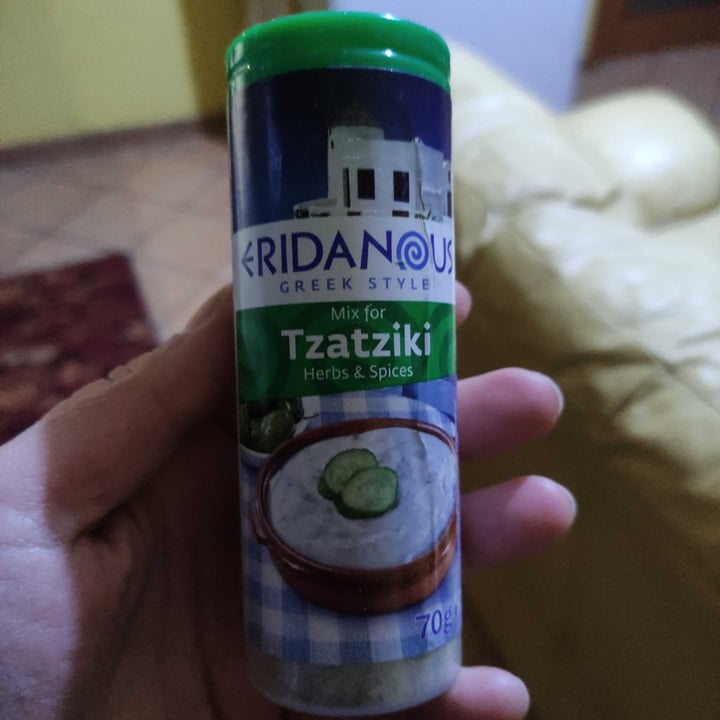 ERIDANOUS
GREEK STYLE
Mix for
Tzatziki
Herbs & Spices
70g